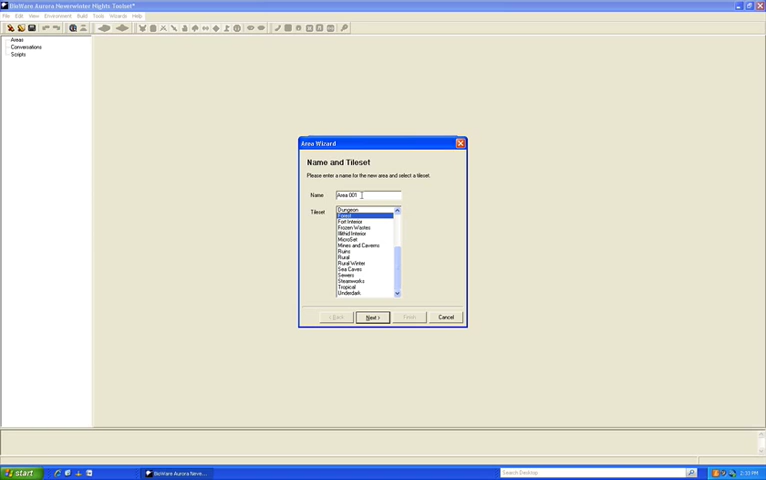 BioWare Aurora Neverwinter Nights Toolset*
File Edit View Environment Build Tools Wizards Help
Areas
Conversations
Scripts
Area Wizard
Name and Tileset
Please enter a name for the new area and select a tileset.
Name Area 001
Tileset
Dungeon
Forest
Fort Interior
Frozen Wastes
Illithid Interior
MicroSet
Mines and Caverns
Ruins
Rural
Rural Winter
Sea Caves
Sewers
Steamworks
Tropical
Underdark
< Back Next > Finish Cancel
start BioWare Aurora Neve... Search Desktop 2:10 PM